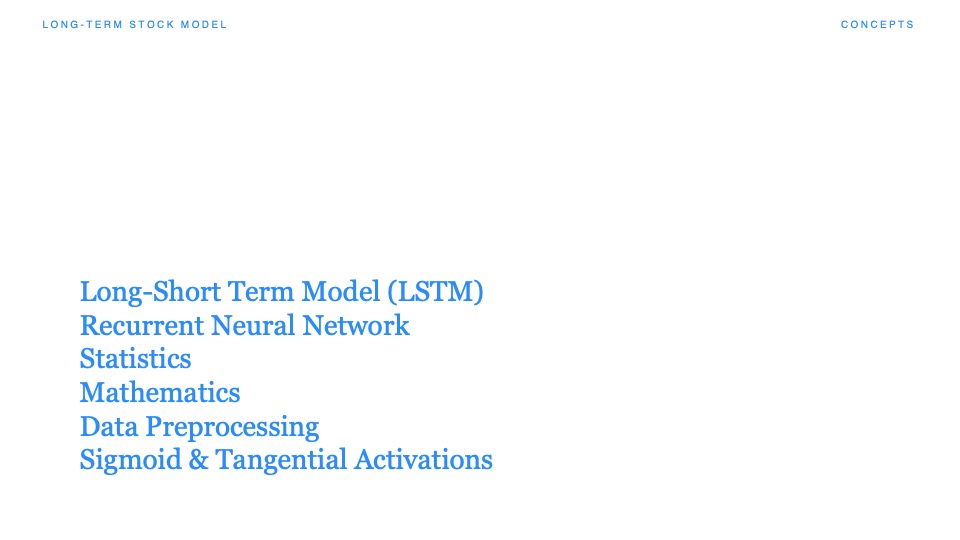 LONG-TERM STOCK MODEL
CONCEPTS
Long-Short Term Model (LSTM)
Recurrent Neural Network
Statistics
Mathematics
Data Preprocessing
Sigmoid & Tangential Activations